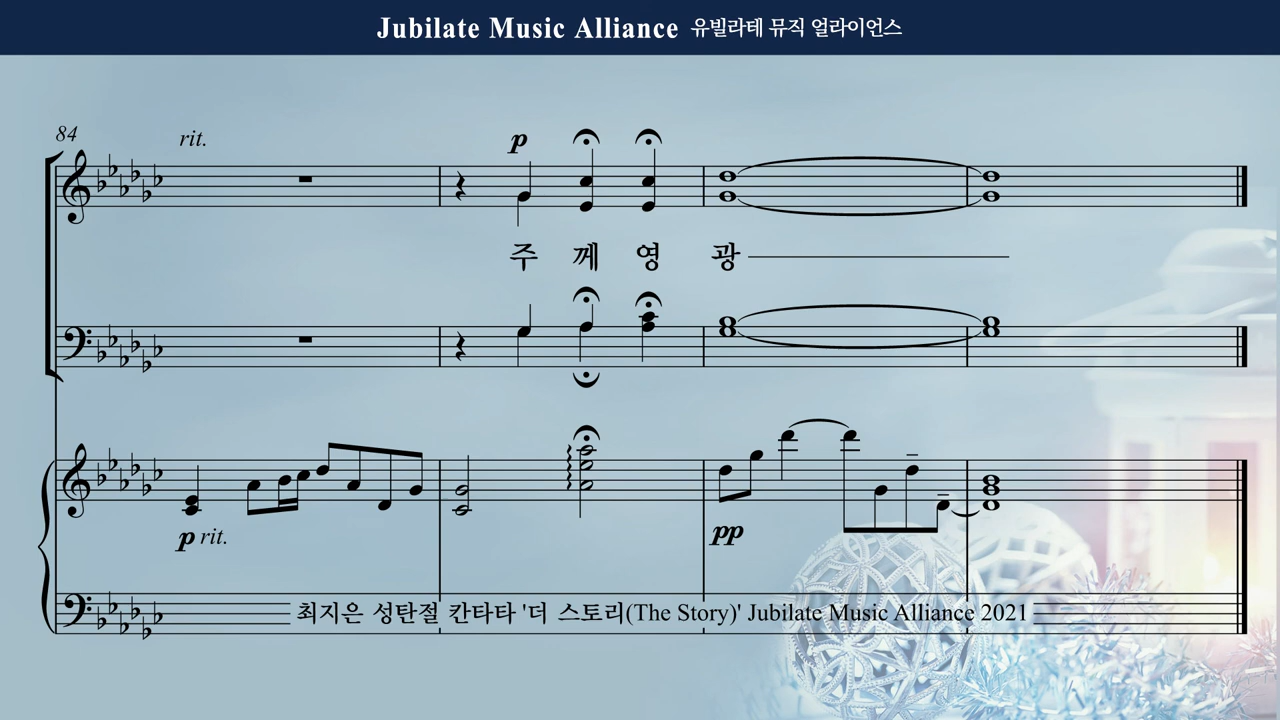 Jubilate Music Alliance 유빌라테 뮤직 얼라이언스
84
rit.
p
주 께 영 광
p rit.
pp
최지은 성탄절 칸타타 '더 스토리(The Story)' Jubilate Music Alliance 2021